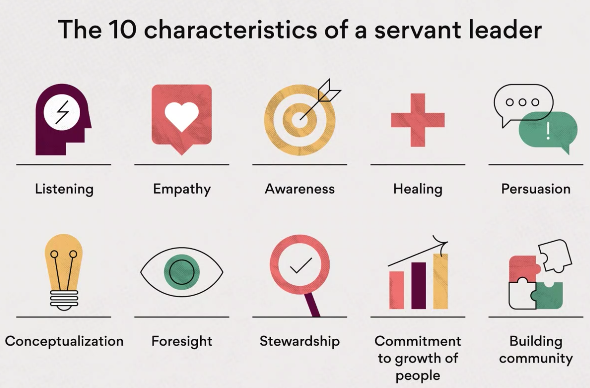 The 10 characteristics of a servant leader
Listening
Empathy
Awareness
Healing
Persuasion
!
Conceptualization
Foresight
Stewardship
Commitment
to growth of
people
Building
community